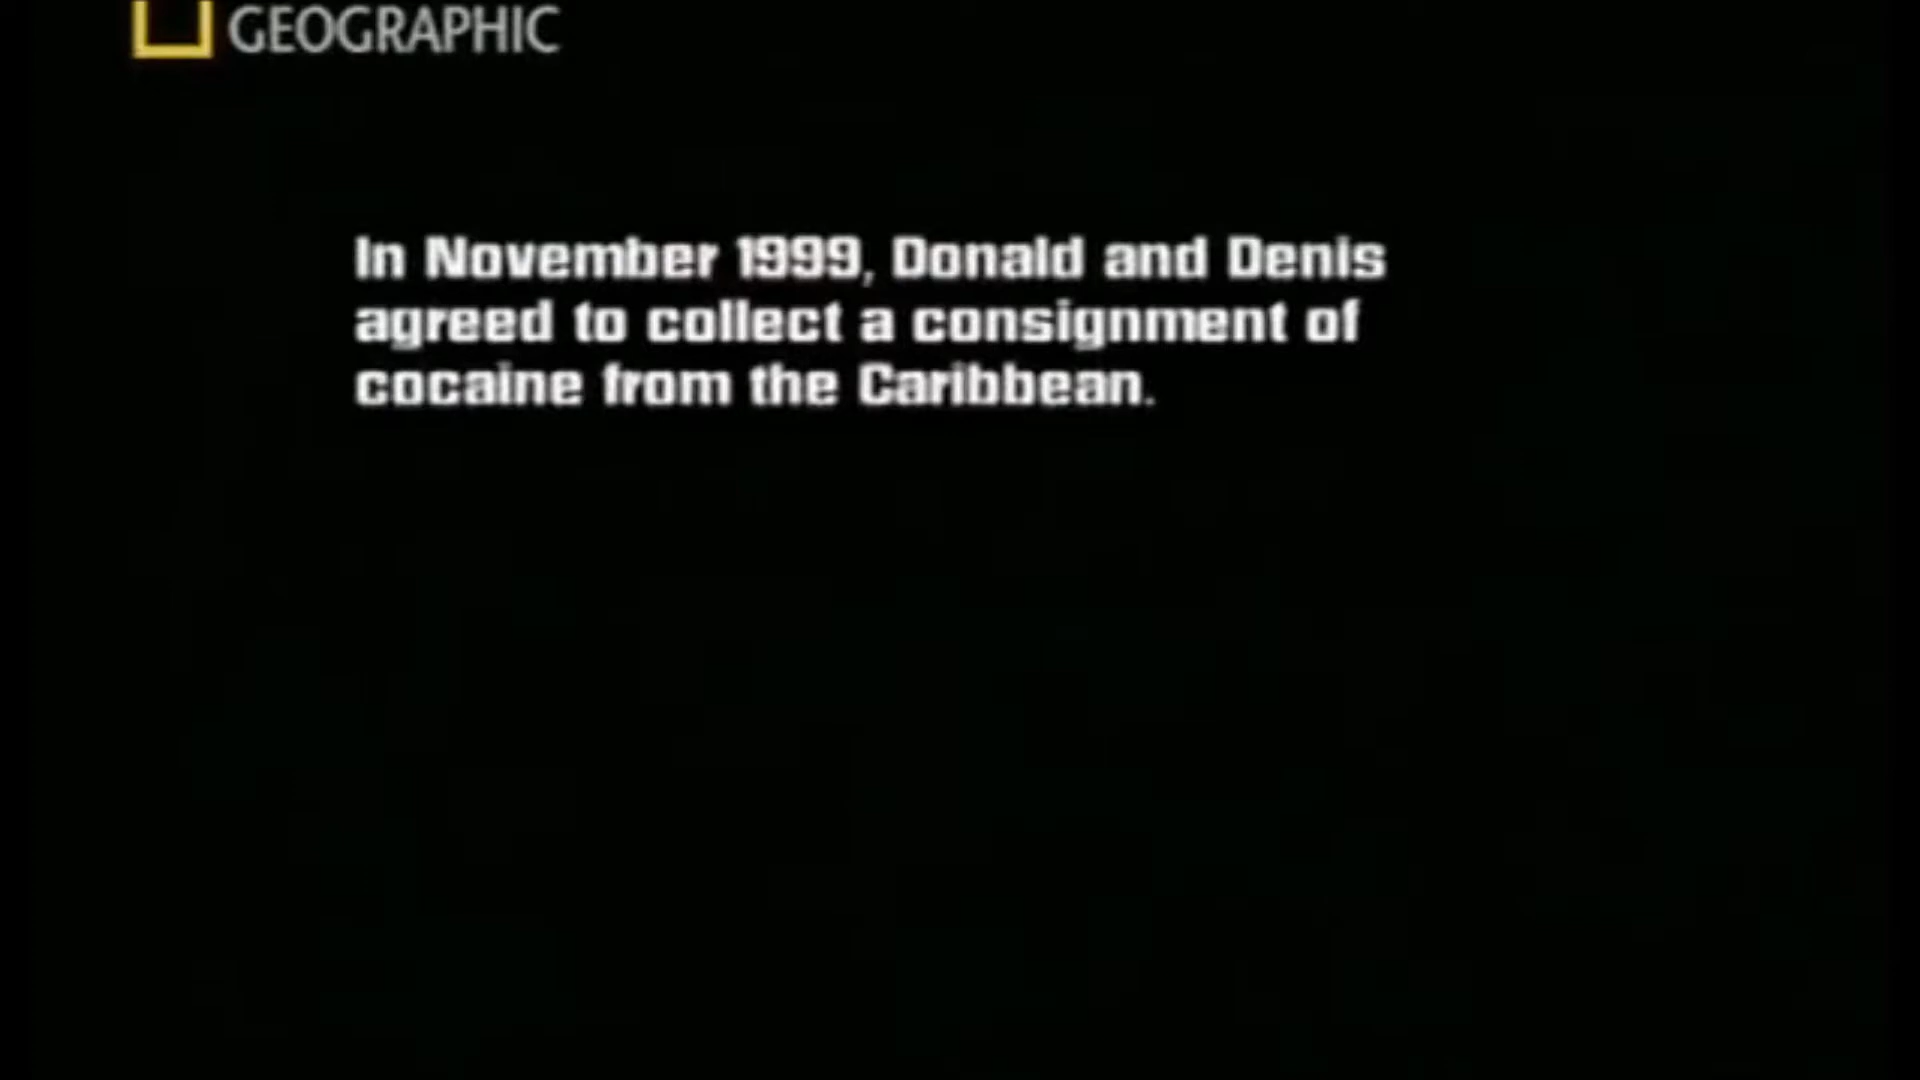 GEOGRAPHIC
In November 1999, Donald and Denis
agreed to collect a consignment of
cocaine from the Caribbean.